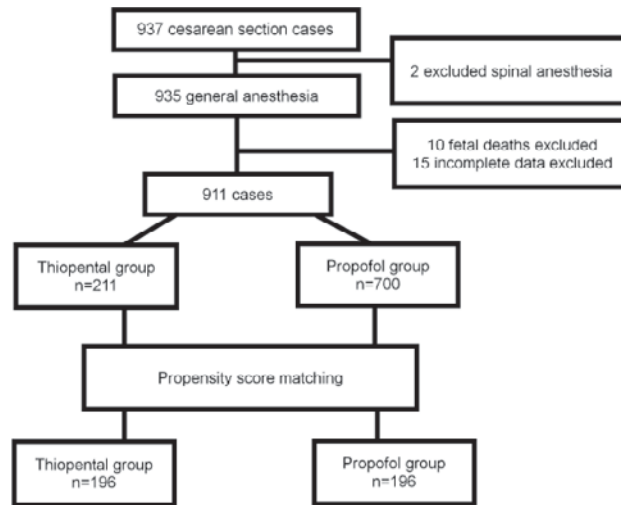 937 cesarean section cases
2 excluded spinal anesthesia
935 general anesthesia
10 fetal deaths excluded
15 incomplete data excluded
911 cases
Thiopental group
n=211
Propofol group
n=700
Propensity score matching
Thiopental group
n=196
Propofol group
n=196